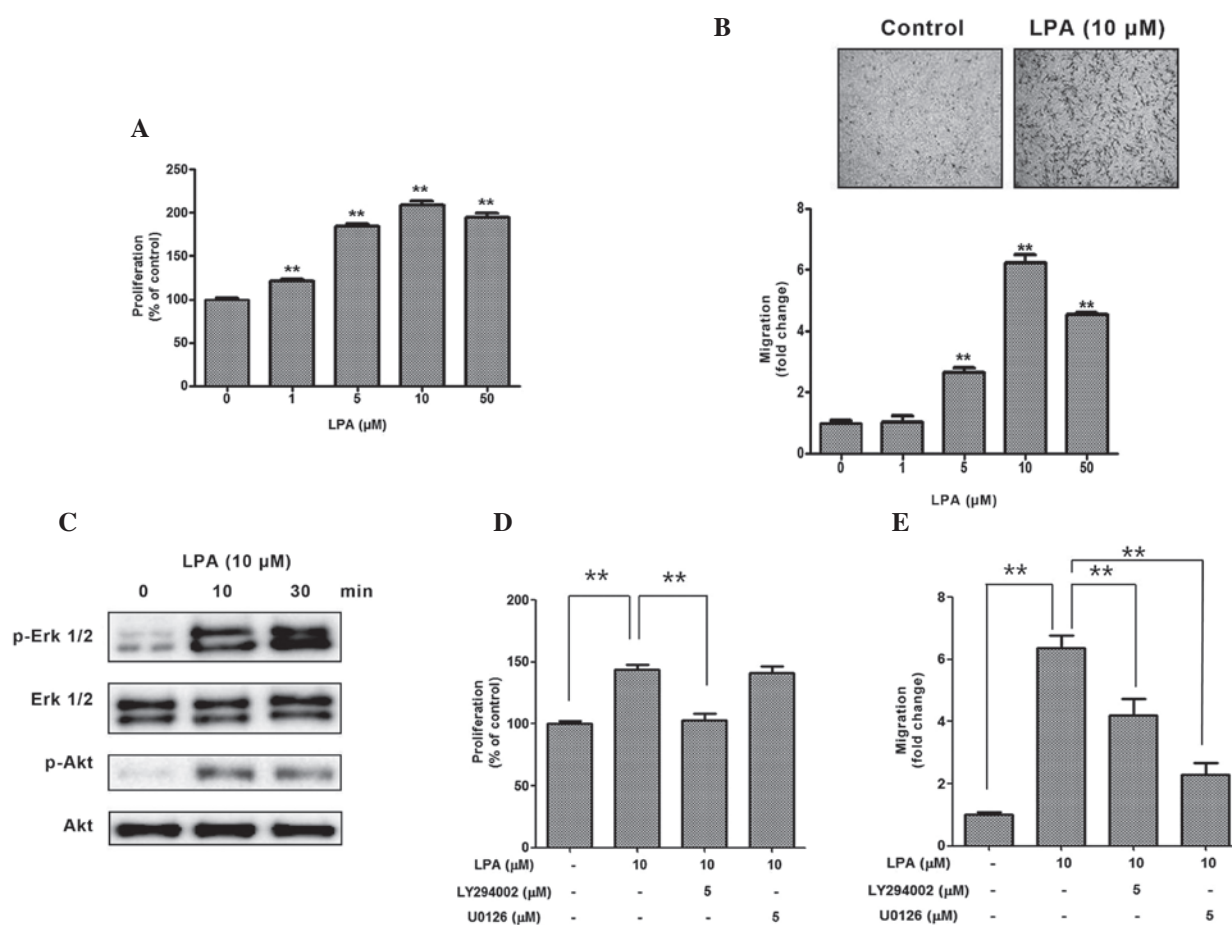 B
Control LPA (10 µM)
A
Proliferation
(% of control)
250
200
150
100
50
0
** ** ** **
0 1 5 10 50
LPA (µM)
Migration
(fold change)
8
6
4
2
0
** ** **
0 1 5 10 50
LPA (µM)
C
LPA (10 µM)
0 10 30 min
p-Erk 1/2
Erk 1/2
p-Akt
Akt
D
** **
Proliferation
(% of control)
200
150
100
50
0
LPA (µM) - 10 10 10
LY294002 (µM) - - 5 -
U0126 (µM) - - - 5
E
**
** **
Migration
(fold change)
8
6
4
2
0
LPA (µM) - 10 10 10
LY294002 (µM) - - 5 -
U0126 (µM) - - - 5